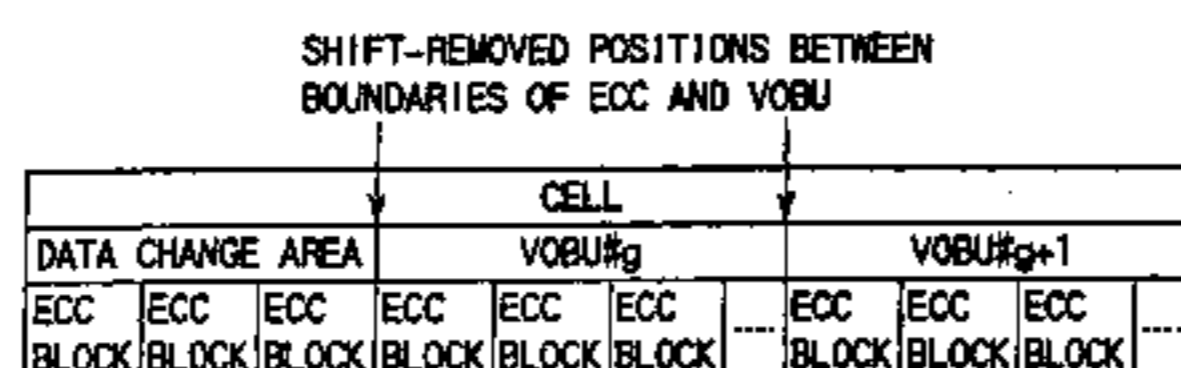 SHIFT-REMOVED POSITIONS BETWEEN
BOUNDARIES OF ECC AND VOBU
CELL
DATA CHANGE AREA VOBU#g VOBU#g+1
ECC ECC ECC ECC ECC ECC ECC ECC ECC
BLOCK BLOCK BLOCK BLOCK BLOCK BLOCK ..... BLOCK BLOCK BLOCK .....